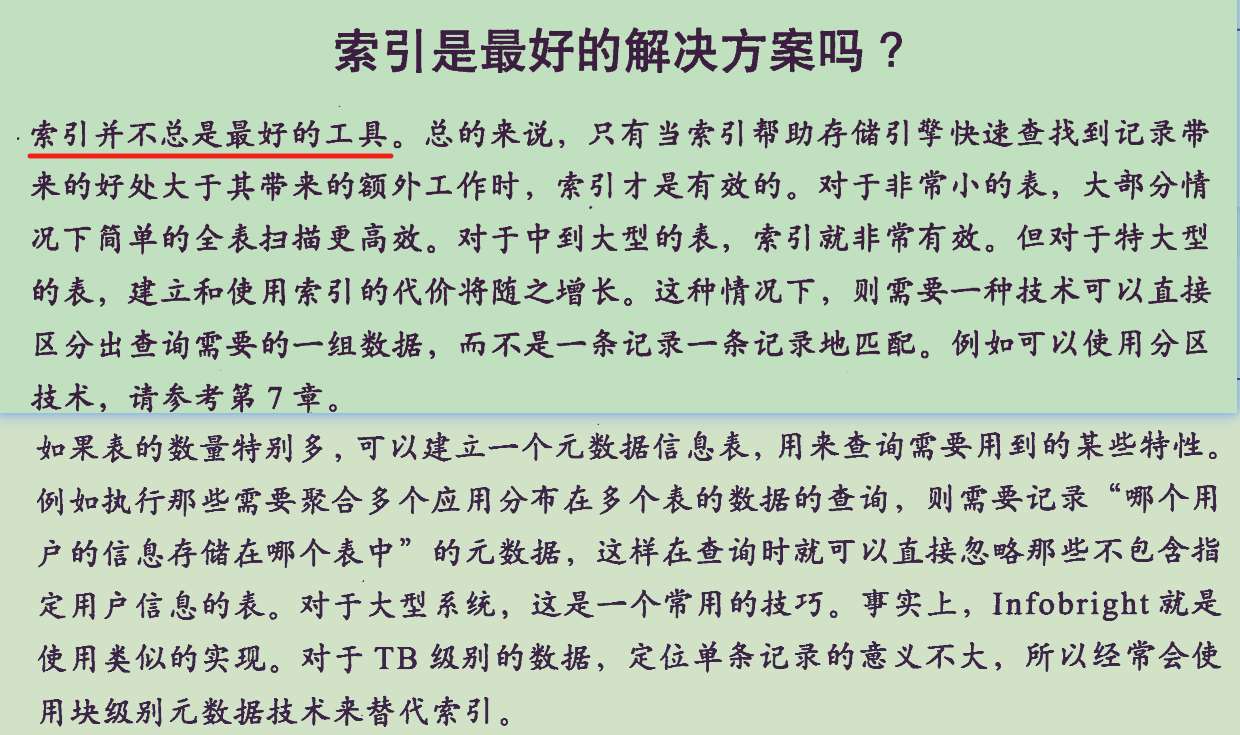 索引是最好的解决方案吗？
索引并不总是最好的工具。总的来说，只有当索引帮助存储引擎快速查找到记录带
来的好处大于其带来的额外工作时，索引才是有效的。对于非常小的表，大部分情
况下简单的全表扫描更高效。对于中到大型的表，索引就非常有效。但对于特大型
的表，建立和使用索引的代价将随之增长。这种情况下，则需要一种技术可以直接
区分出查询需要的一组数据，而不是一条记录一条记录地匹配。例如可以使用分区
技术，请参考第 7 章。
如果表的数量特别多，可以建立一个元数据信息表，用来查询需要用到的某些特性。
例如执行那些需要聚合多个应用分布在多个表的数据的查询，则需要记录“哪个用
户的信息存储在哪个表中”的元数据，这样在查询时就可以直接忽略那些不包含指
定用户信息的表。对于大型系统，这是一个常用的技巧。事实上，Infobright 就是
使用类似的实现。对于 TB 级别的数据，定位单条记录的意义不大，所以经常会使
用块级别元数据技术来替代索引。